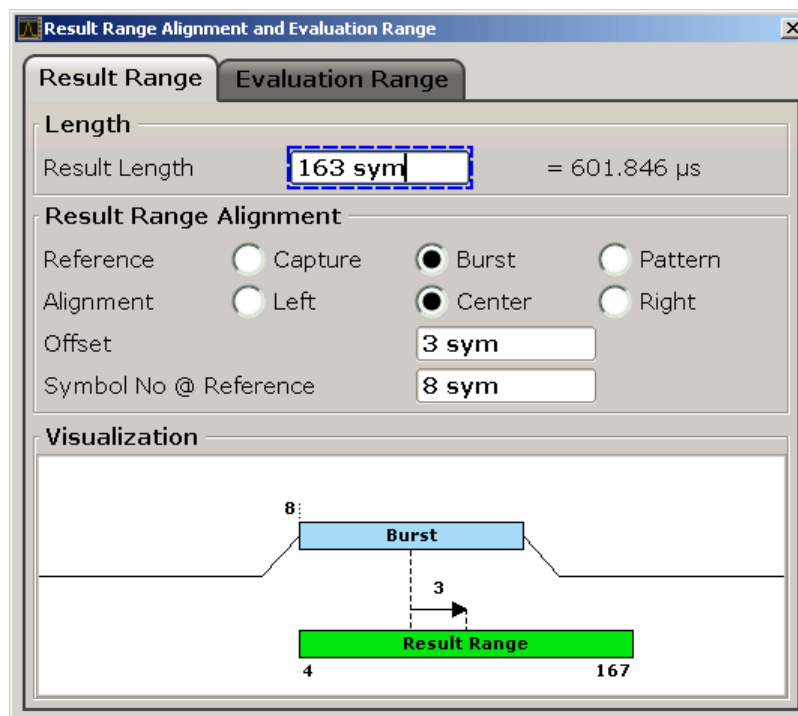 Result Range Alignment and Evaluation Range
Result Range Evaluation Range
Length
Result Length 163 sym = 601.846 µs
Result Range Alignment
Reference Capture Burst Pattern
Alignment Left Center Right
Offset 3 sym
Symbol No @ Reference 8 sym
Visualization
8
Burst
3
Result Range
4 167